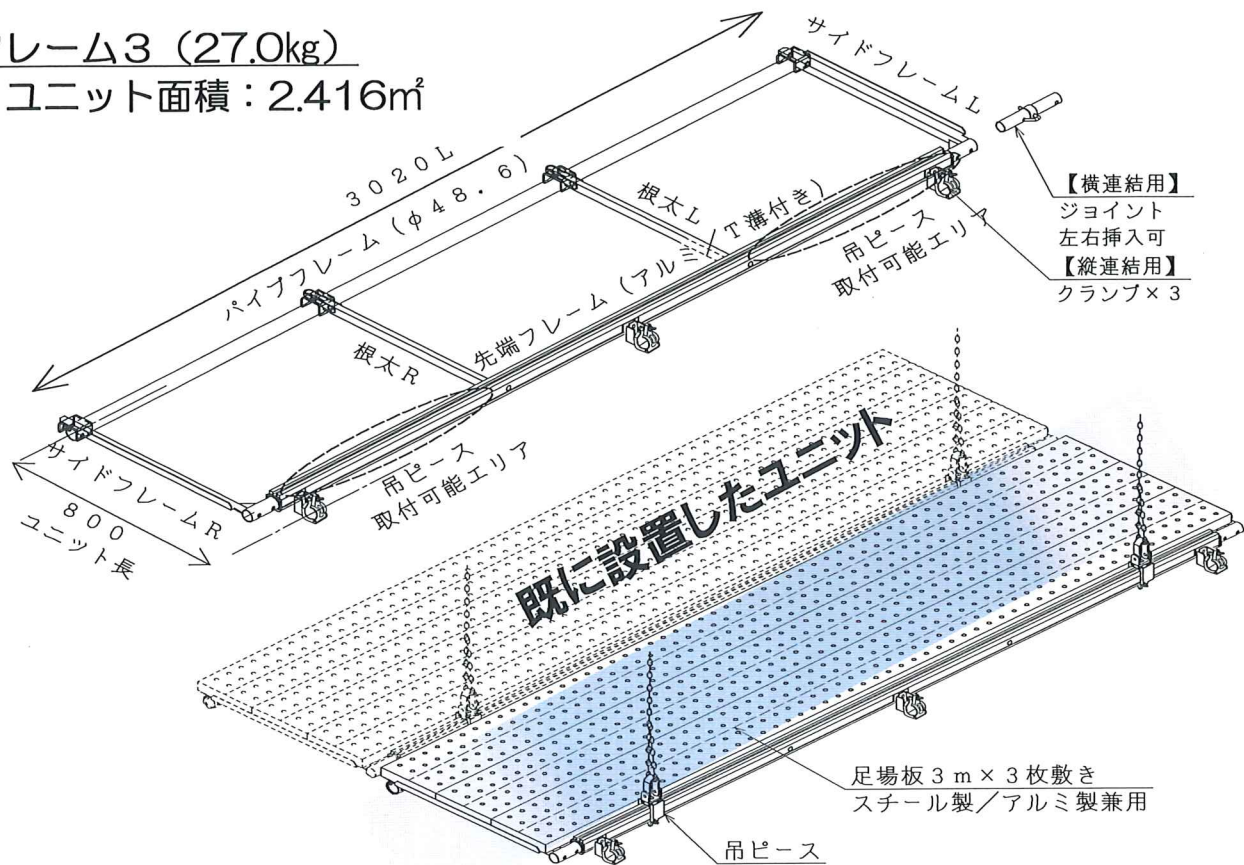 レーム3（27.0kg）
ユニット面積：2.416㎡
サイドフレームL
3020L
パイプフレーム（φ48.6）
根太L
先端フレーム（アルミ／T溝付き）
吊ピース
取付可能エリア
【横連結用】
ジョイント
左右挿入可
【縦連結用】
クランプ×3
根太R
サイドフレームR
吊ピース
取付可能エリア
800
ユニット長
既に設置したユニット
足場板3m×3枚敷き
スチール製／アルミ製兼用
吊ピース